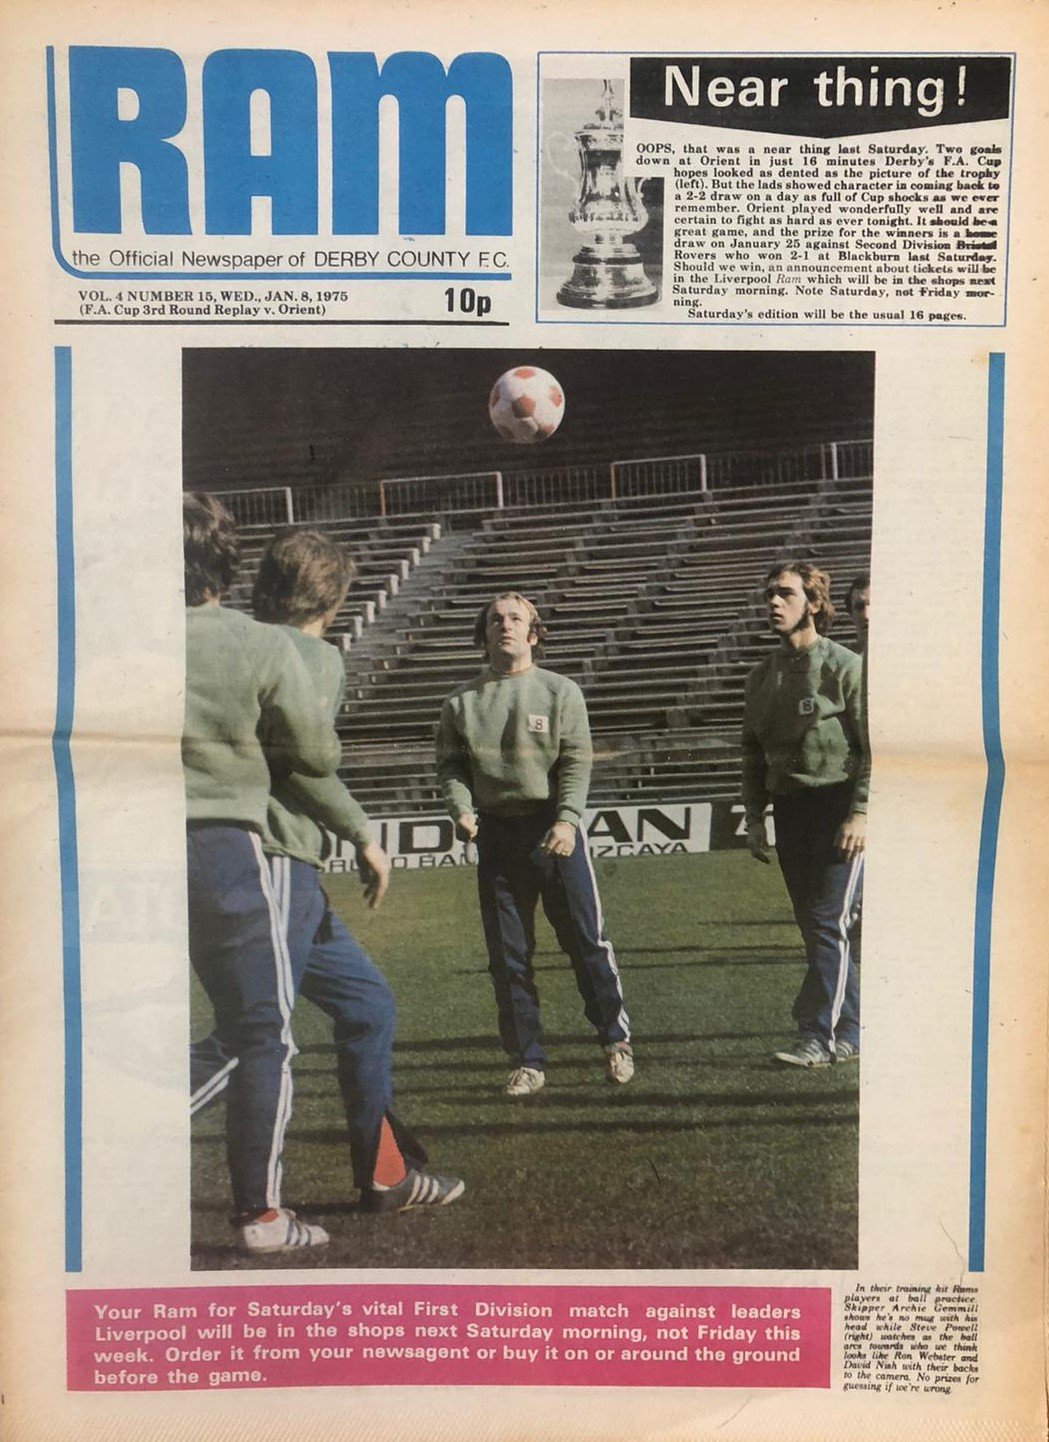 RAM
the Official Newspaper of DERBY COUNTY F.C.
VOL. 4 NUMBER 15, WED., JAN. 8, 1975
(F.A. Cup 3rd Round Replay v. Orient)
10p
Near thing!
OOPS, that was a near thing last Saturday. Two goals
down at Orient in just 16 minutes Derby's F.A. Cup
hopes looked as dented as the picture of the trophy
(left). But the lads showed character in coming back to
a 2-2 draw on a day as full of Cup shocks as we ever
remember. Orient played wonderfully well and are
certain to fight as hard as ever tonight. It should be a
great game, and the prize for the winners is a home
draw on January 25 against Second Division Bristol
Rovers who won 2-1 at Blackburn last Saturday.
Should we win, an announcement about tickets will be
in the Liverpool Ram which will be in the shops next
Saturday morning. Note Saturday, not Friday mor-
ning.
Saturday's edition will be the usual 16 pages.
8
8
ND
AN
IZCAYA
Your Ram for Saturday's vital First Division match against leaders
Liverpool will be in the shops next Saturday morning, not Friday this
week. Order it from your newsagent or buy it on or around the ground
before the game.
In their training kit Rams
players at ball practice.
Skipper Archie Gemmill
shows he's no mug with his
head while Steve Powell
(right) watches as the ball
arcs towards who we think
looks like Ron Webster and
David Nish with their backs
to the camera. No prizes for
guessing if we're wrong.